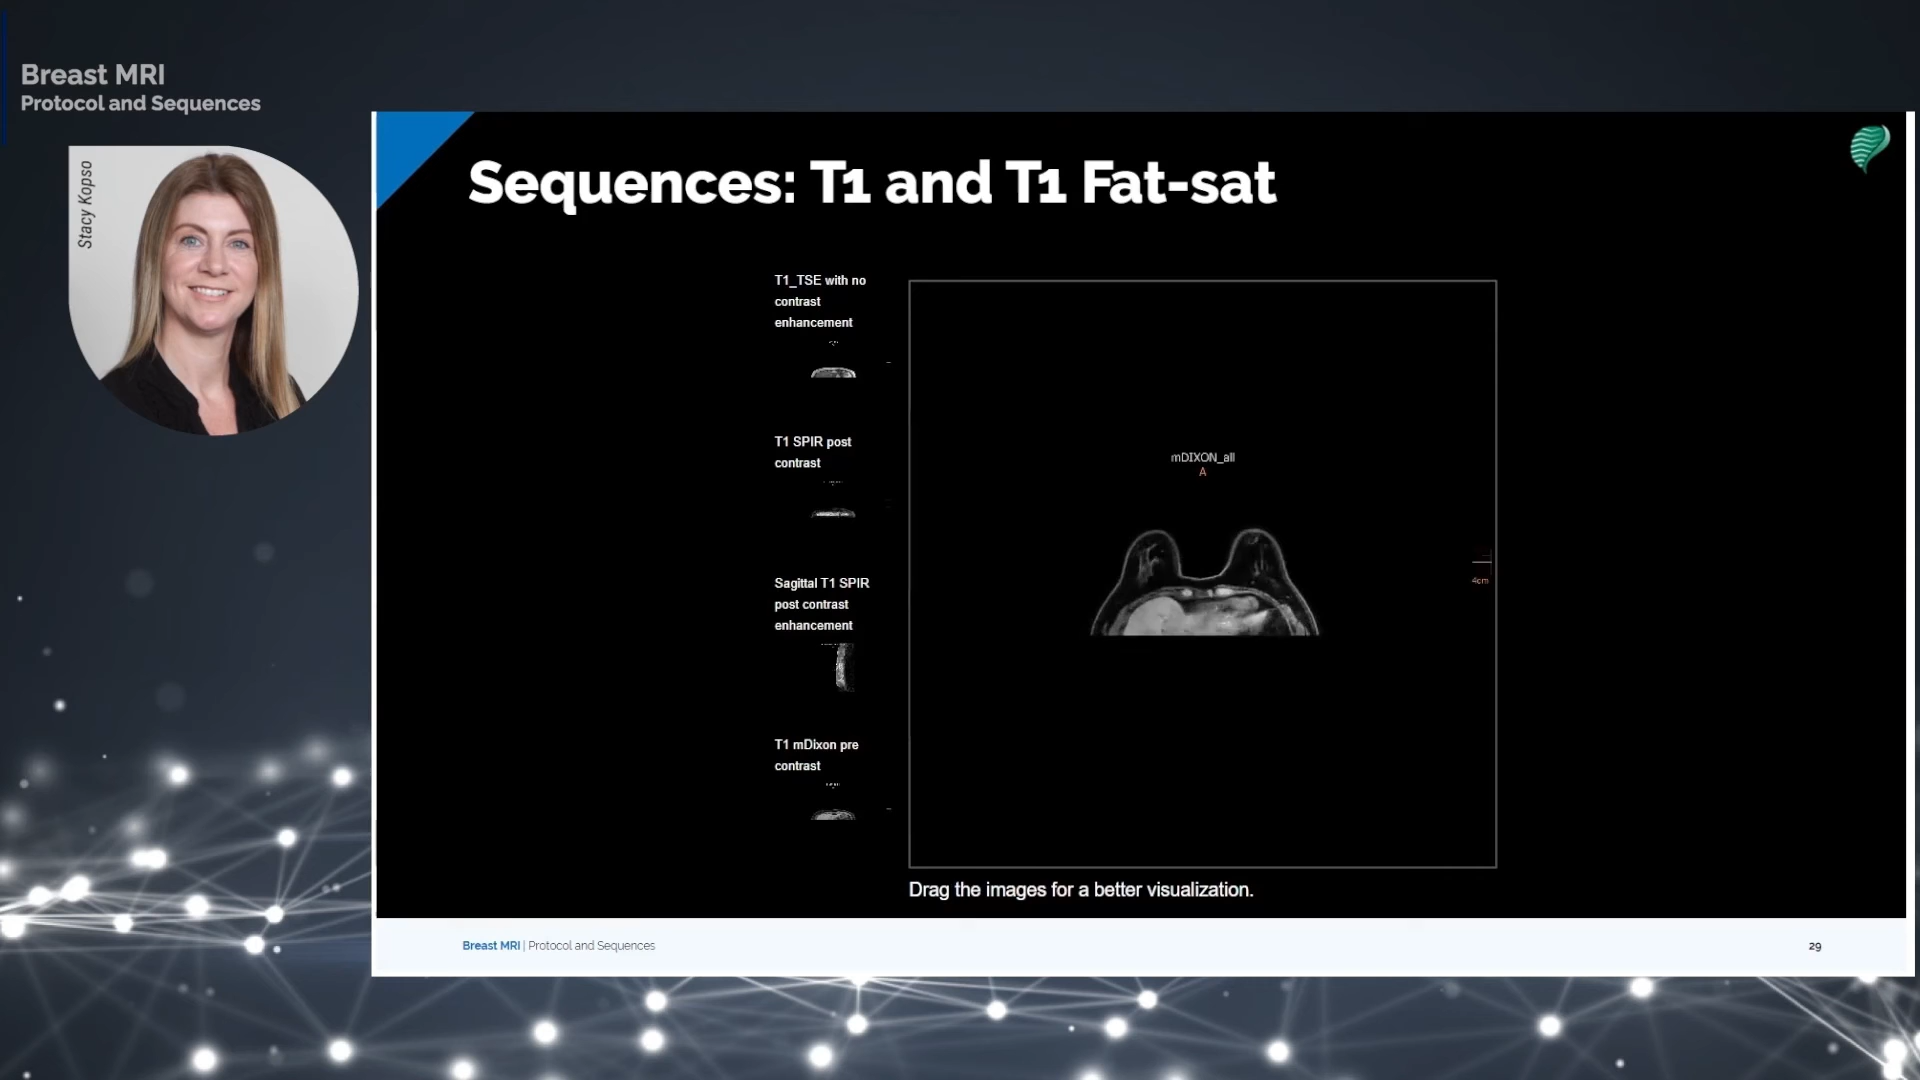 Breast MRI
Protocol and Sequences
Stacy Kopso
Sequences: T1 and T1 Fat-sat
T1_TSE with no
contrast
enhancement
T1 SPIR post
contrast
Sagittal T1 SPIR
post contrast
enhancement
T1 mDixon pre
contrast
mDIXON_all
A
4cm
Drag the images for a better visualization.
Breast MRI | Protocol and Sequences
29